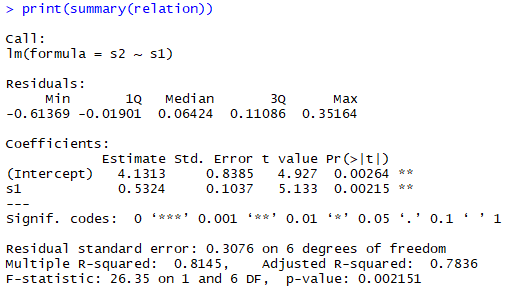 > print(summary(relation))
Call:
lm(formula = s2 ~ s1)
Residuals:
     Min       1Q   Median       3Q      Max
-0.61369 -0.01901  0.06424  0.11086  0.35164
Coefficients:
            Estimate Std. Error t value Pr(>|t|)
(Intercept)   4.1313     0.8385   4.927  0.00264 **
s1            0.5324     0.1037   5.133  0.00215 **
---
Signif. codes:  0 ‘***’ 0.001 ‘**’ 0.01 ‘*’ 0.05 ‘.’ 0.1 ‘ ’ 1
Residual standard error: 0.3076 on 6 degrees of freedom
Multiple R-squared:  0.8145,	Adjusted R-squared:  0.7836
F-statistic: 26.35 on 1 and 6 DF,  p-value: 0.002151